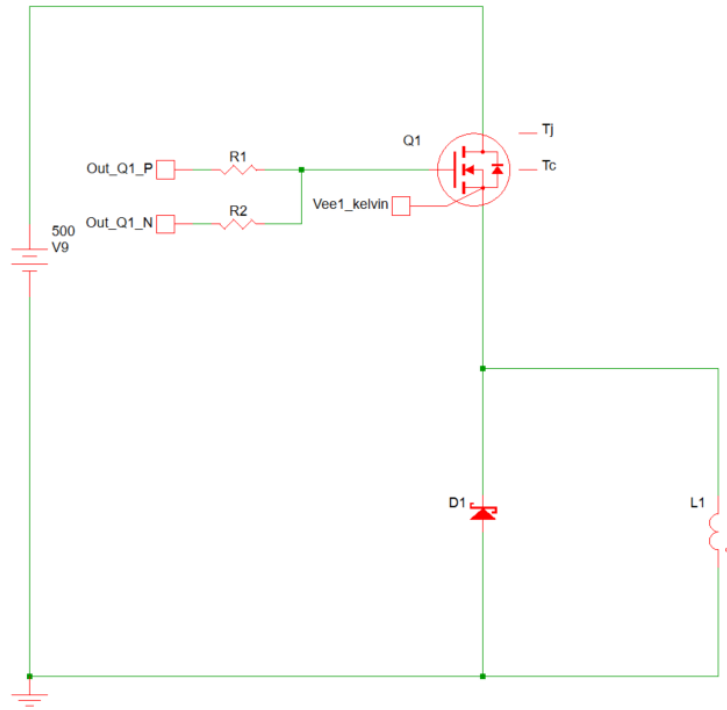 Q1
Tj
Tc
Out_Q1_P
R1
Out_Q1_N
R2
Vee1_kelvin
500
V9
D1
L1